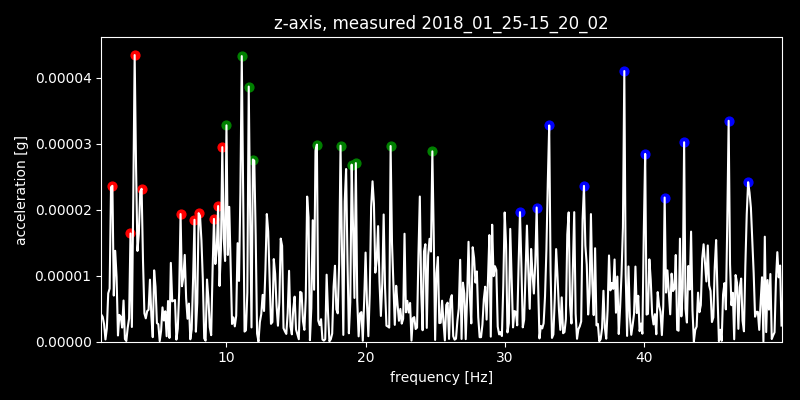 z-axis, measured 2018_01_25-15_20_02
0.00004
0.00003
0.00002
0.00001
0.00000
acceleration [g]
10 20 30 40
frequency [Hz]